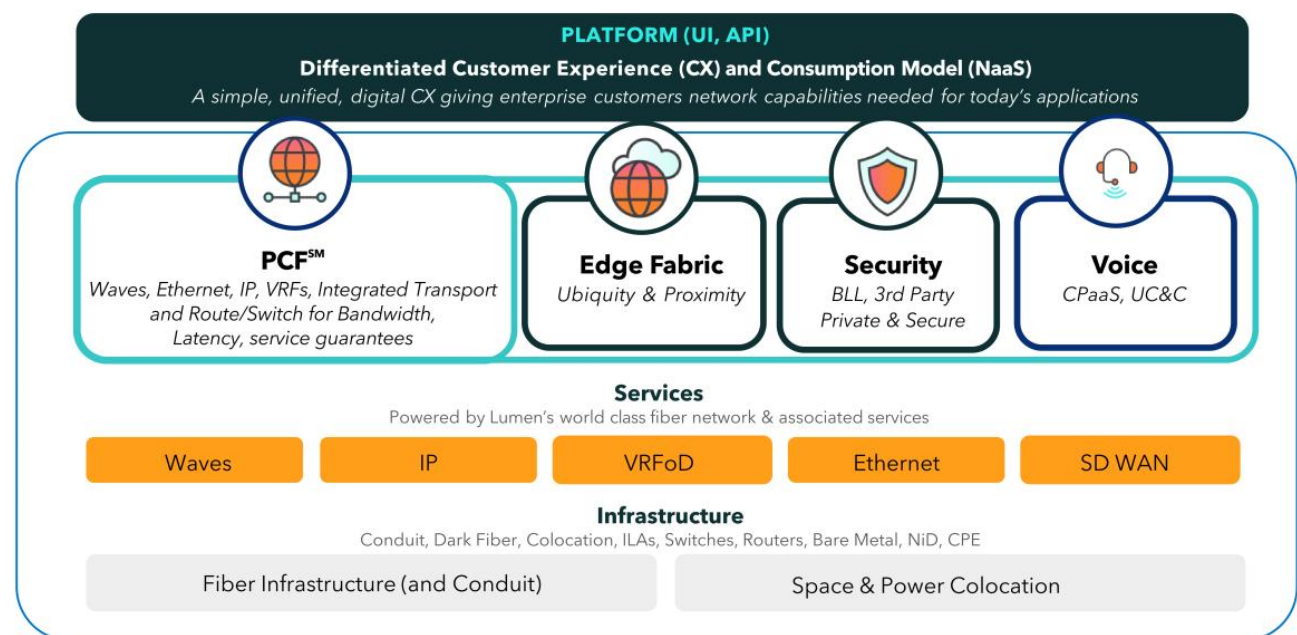 PLATFORM (UI, API)
Differentiated Customer Experience (CX) and Consumption Model (NaaS)
A simple, unified, digital CX giving enterprise customers network capabilities needed for today's applications
PCF℠
Waves, Ethernet, IP, VRFs, Integrated Transport
and Route/Switch for Bandwidth,
Latency, service guarantees
Edge Fabric
Ubiquity & Proximity
Security
BLL, 3rd Party
Private & Secure
Voice
CPaaS, UC&C
Services
Powered by Lumen's world class fiber network & associated services
Waves
IP
VRFoD
Ethernet
SD WAN
Infrastructure
Conduit, Dark Fiber, Colocation, ILAs, Switches, Routers, Bare Metal, NiD, CPE
Fiber Infrastructure (and Conduit)
Space & Power Colocation